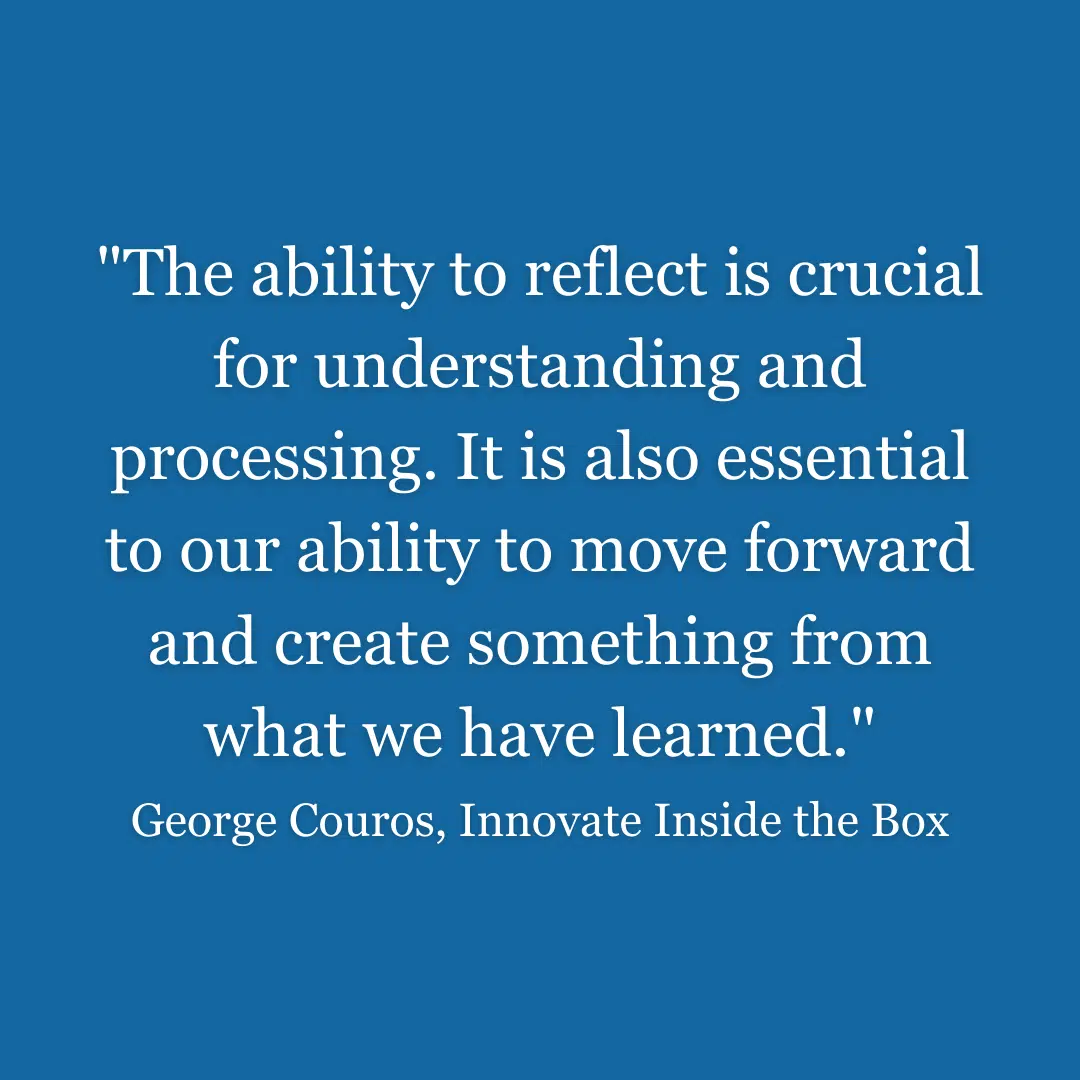 "The ability to reflect is crucial
for understanding and
processing. It is also essential
to our ability to move forward
and create something from
what we have learned."
George Couros, Innovate Inside the Box